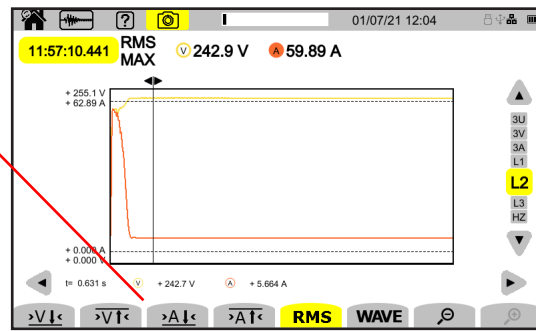 ? 01/07/21 12:04
11:57:10.441 RMS MAX V 242.9 V A 59.89 A
+ 255.1 V
+ 62.89 A
3U
3V
3A
L1
L2
L3
HZ
+ 0.000 A
+ 0.000 V
t= 0.631 s V + 242.7 V A + 5.664 A
>V↓< >V↑< >A↓< >A↑< RMS WAVE